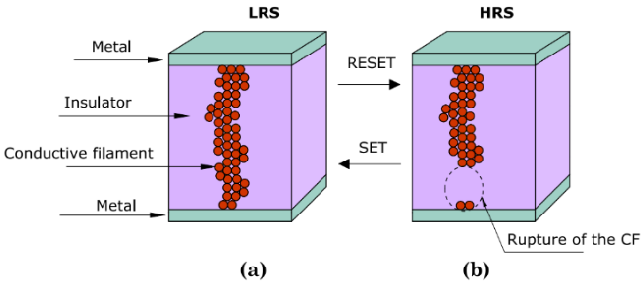 LRS
HRS
Metal
RESET
Insulator
SET
Conductive filament
Metal
Rupture of the CF
(a)
(b)